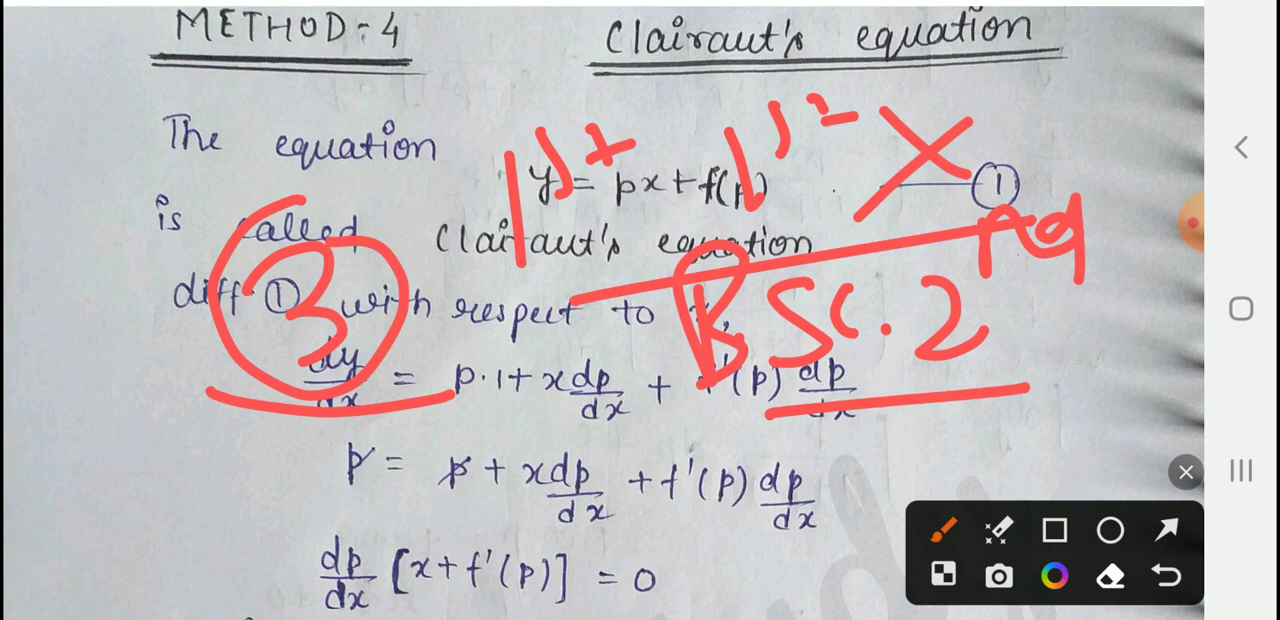 METHOD-4 Clairaut's equation
The equation
y = px + f(p) — ①
is called Clairaut's equation
diff ① with respect to x,
dy/dx = p·1 + x dp/dx + f'(p) dp/dx
p = p + x dp/dx + f'(p) dp/dx
dp/dx [x + f'(p)] = 0
3
BSC. 2